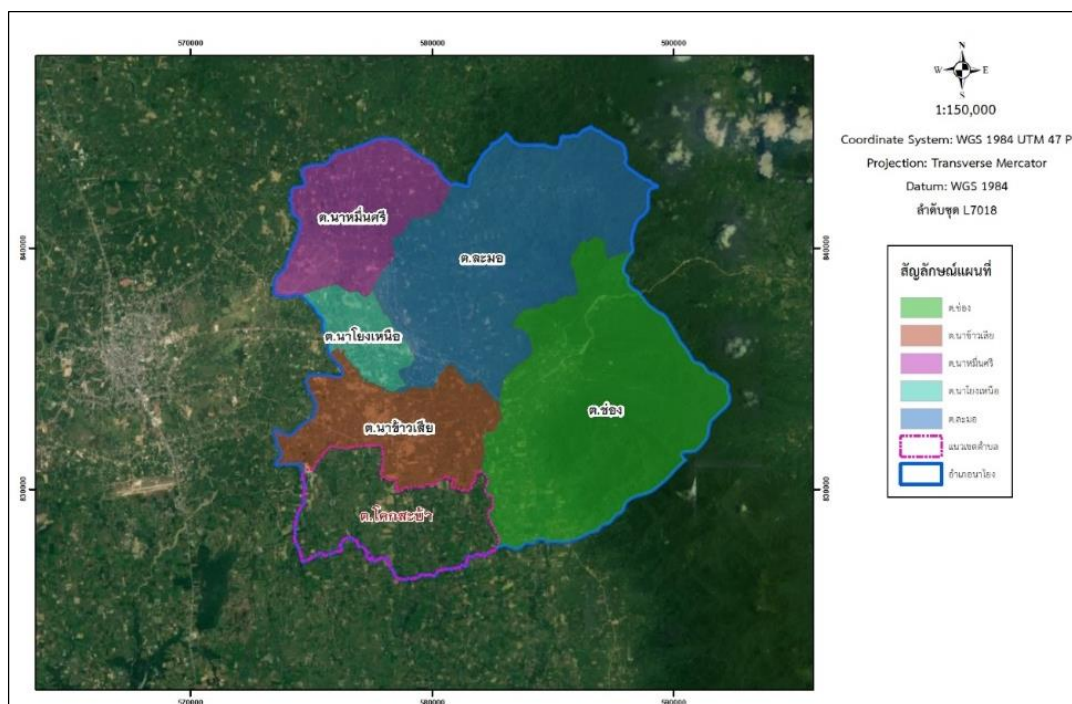 570000 580000 590000
N
W E
S
1:150,000
Coordinate System: WGS 1984 UTM 47 P
Projection: Transverse Mercator
Datum: WGS 1984
ลำดับชุด L7018
ต.นาหมื่นศรี
ต.ละมอ
840000 840000
ต.นาโยงเหนือ
ต.ช่อง
ต.นาข้าวเสีย
830000 830000
ต.โคกสะบ้า
สัญลักษณ์แผนที่
ต.ช่อง
ต.นาข้าวเสีย
ต.นาหมื่นศรี
ต.นาโยงเหนือ
ต.ละมอ
แนวเขตตำบล
อำเภอนาโยง
570000 580000 590000